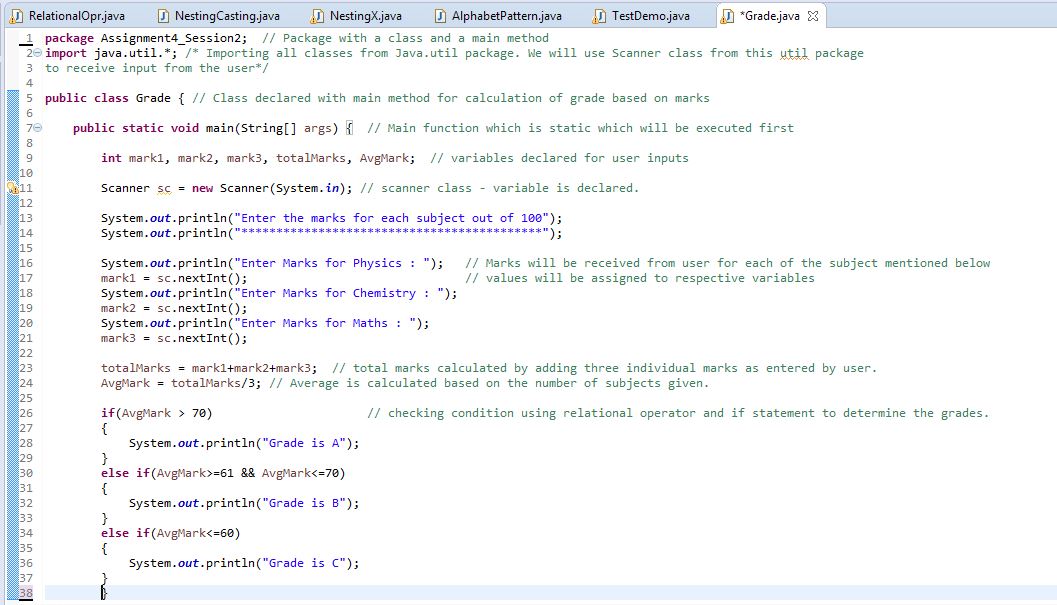 RelationalOpr.java NestingCasting.java NestingX.java AlphabetPattern.java TestDemo.java *Grade.java
1 package Assignment4_Session2;  // Package with a class and a main method
2 import java.util.*; /* Importing all classes from Java.util package. We will use Scanner class from this util package
3 to receive input from the user*/
4
5 public class Grade { // Class declared with main method for calculation of grade based on marks
6
7     public static void main(String[] args) {  // Main function which is static which will be executed first
8
9         int mark1, mark2, mark3, totalMarks, AvgMark;  // variables declared for user inputs
10
11         Scanner sc = new Scanner(System.in); // scanner class - variable is declared.
12
13         System.out.println("Enter the marks for each subject out of 100");
14         System.out.println("*******************************************");
15
16         System.out.println("Enter Marks for Physics : ");   // Marks will be received from user for each of the subject mentioned below
17         mark1 = sc.nextInt();                               // values will be assigned to respective variables
18         System.out.println("Enter Marks for Chemistry : ");
19         mark2 = sc.nextInt();
20         System.out.println("Enter Marks for Maths : ");
21         mark3 = sc.nextInt();
22
23         totalMarks = mark1+mark2+mark3;  // total marks calculated by adding three individual marks as entered by user.
24         AvgMark = totalMarks/3; // Average is calculated based on the number of subjects given.
25
26         if(AvgMark > 70)                      // checking condition using relational operator and if statement to determine the grades.
27         {
28             System.out.println("Grade is A");
29         }
30         else if(AvgMark>=61 && AvgMark<=70)
31         {
32             System.out.println("Grade is B");
33         }
34         else if(AvgMark<=60)
35         {
36             System.out.println("Grade is C");
37         }
38         }